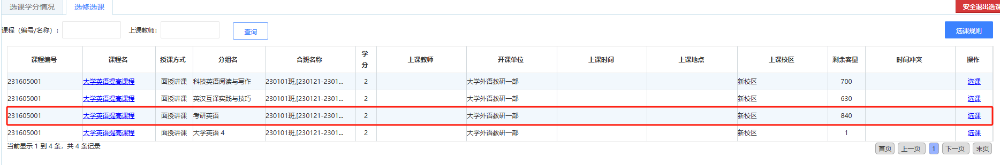 选课学分情况 选修选课 安全退出选课
课程（编号/名称）: 上课教师: 查询 选课规则
课程编号 课程名 授课方式 分组名 合班名称 学分 上课教师 开课单位 上课时间 上课地点 上课校区 剩余容量 时间冲突 操作
231605001 大学英语提高课程 面授讲课 科技英语阅读与写作 230101班,[230121-2301... 2 大学外语教研一部 新校区 700 选课
231605001 大学英语提高课程 面授讲课 英汉互译实践与技巧 230101班,[230121-2301... 2 大学外语教研一部 新校区 630 选课
231605001 大学英语提高课程 面授讲课 考研英语 230101班,[230121-2301... 2 大学外语教研一部 新校区 840 选课
231605001 大学英语提高课程 面授讲课 大学英语 4 230101班,[230121-2301... 2 大学外语教研一部 新校区 1 选课
当前显示 1 到 4 条，共 4 条记录 首页 上一页 1 下一页 末页